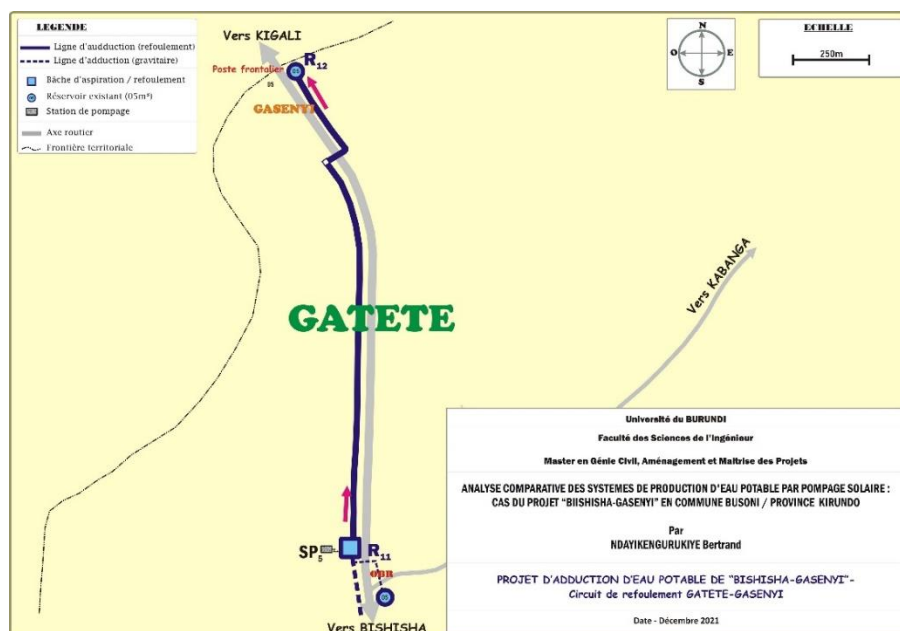 LEGENDE
Ligne d'audduction (refoulement)
Ligne d'adduction (gravitaire)
Bâche d'aspiration / refoulement
Réservoir existant (05m³)
Station de pompage
Axe routier
Frontière territoriale
Vers KIGALI
Poste frontalier
R12
05
GASENYI
N
O E
S
ECHELLE
250m
GATETE
Vers KABANGA
SP5
R11
OBR
05
Vers BISHISHA
Université du BURUNDI
Faculté des Sciences de l'Ingénieur
Master en Génie Civil, Aménagement et Maîtrise des Projets
ANALYSE COMPARATIVE DES SYSTEMES DE PRODUCTION D'EAU POTABLE PAR POMPAGE SOLAIRE :
CAS DU PROJET "BIISHISHA-GASENYI" EN COMMUNE BUSONI / PROVINCE KIRUNDO
Par
NDAYIKENGURUKIYE Bertrand
PROJET D'ADDUCTION D'EAU POTABLE DE "BISHISHA-GASENYI"-
Circuit de refoulement GATETE-GASENYI
Date - Décembre 2021